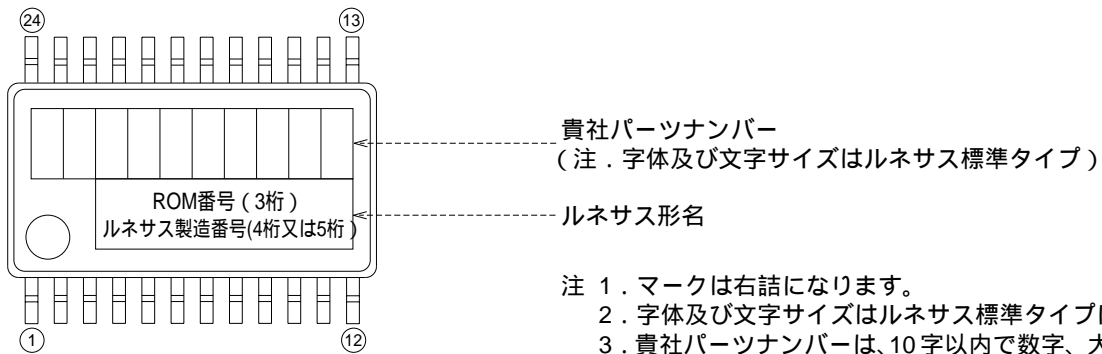 24 13
貴社パーツナンバー
(注．字体及び文字サイズはルネサス標準タイプ)
ROM番号(3桁)
ルネサス製造番号(4桁又は5桁)
ルネサス形名
注 1．マークは右詰になります。
2．字体及び文字サイズはルネサス標準タイプ
3．貴社パーツナンバーは、10字以内で数字、
1 12